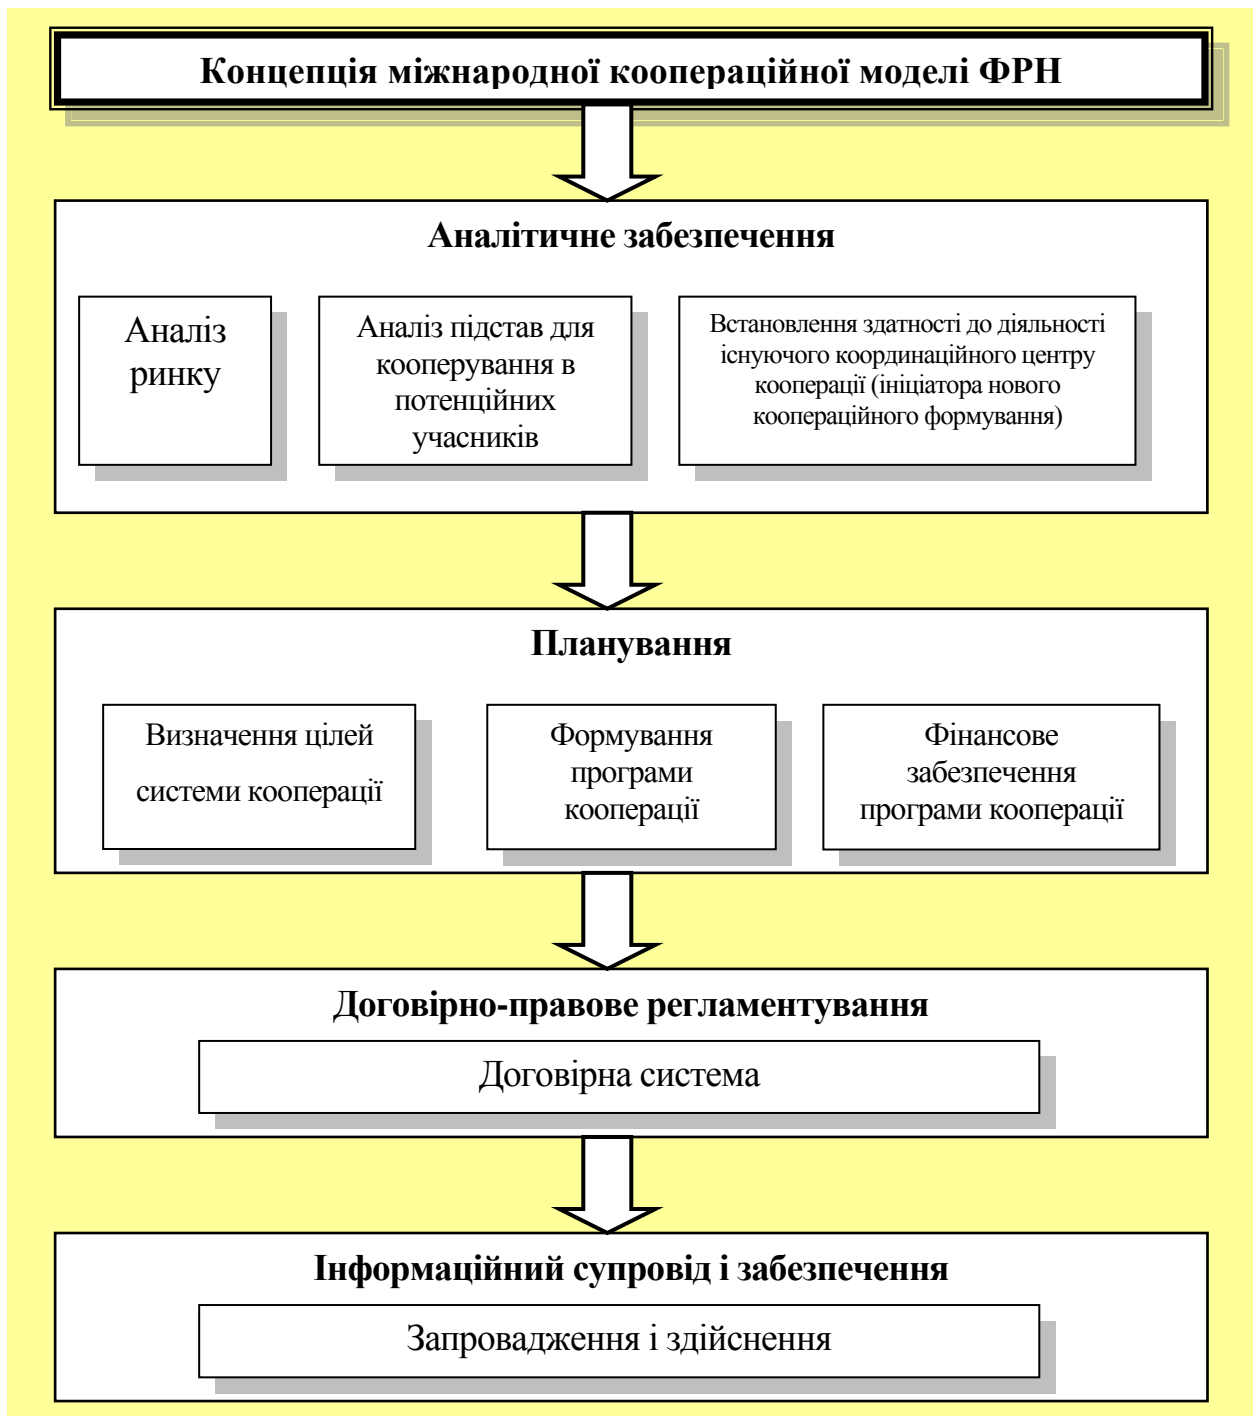 Концепція міжнародної коопераційної моделі ФРН
Аналітичне забезпечення
Аналіз
ринку
Аналіз підстав для
кооперування в
потенційних
учасників
Встановлення здатності до діяльності
існуючого координаційного центру
кооперації (ініціатора нового
коопераційного формування)
Планування
Визначення цілей
системи кооперації
Формування
програми
кооперації
Фінансове
забезпечення
програми кооперації
Договірно-правове регламентування
Договірна система
Інформаційний супровід і забезпечення
Запровадження і здійснення